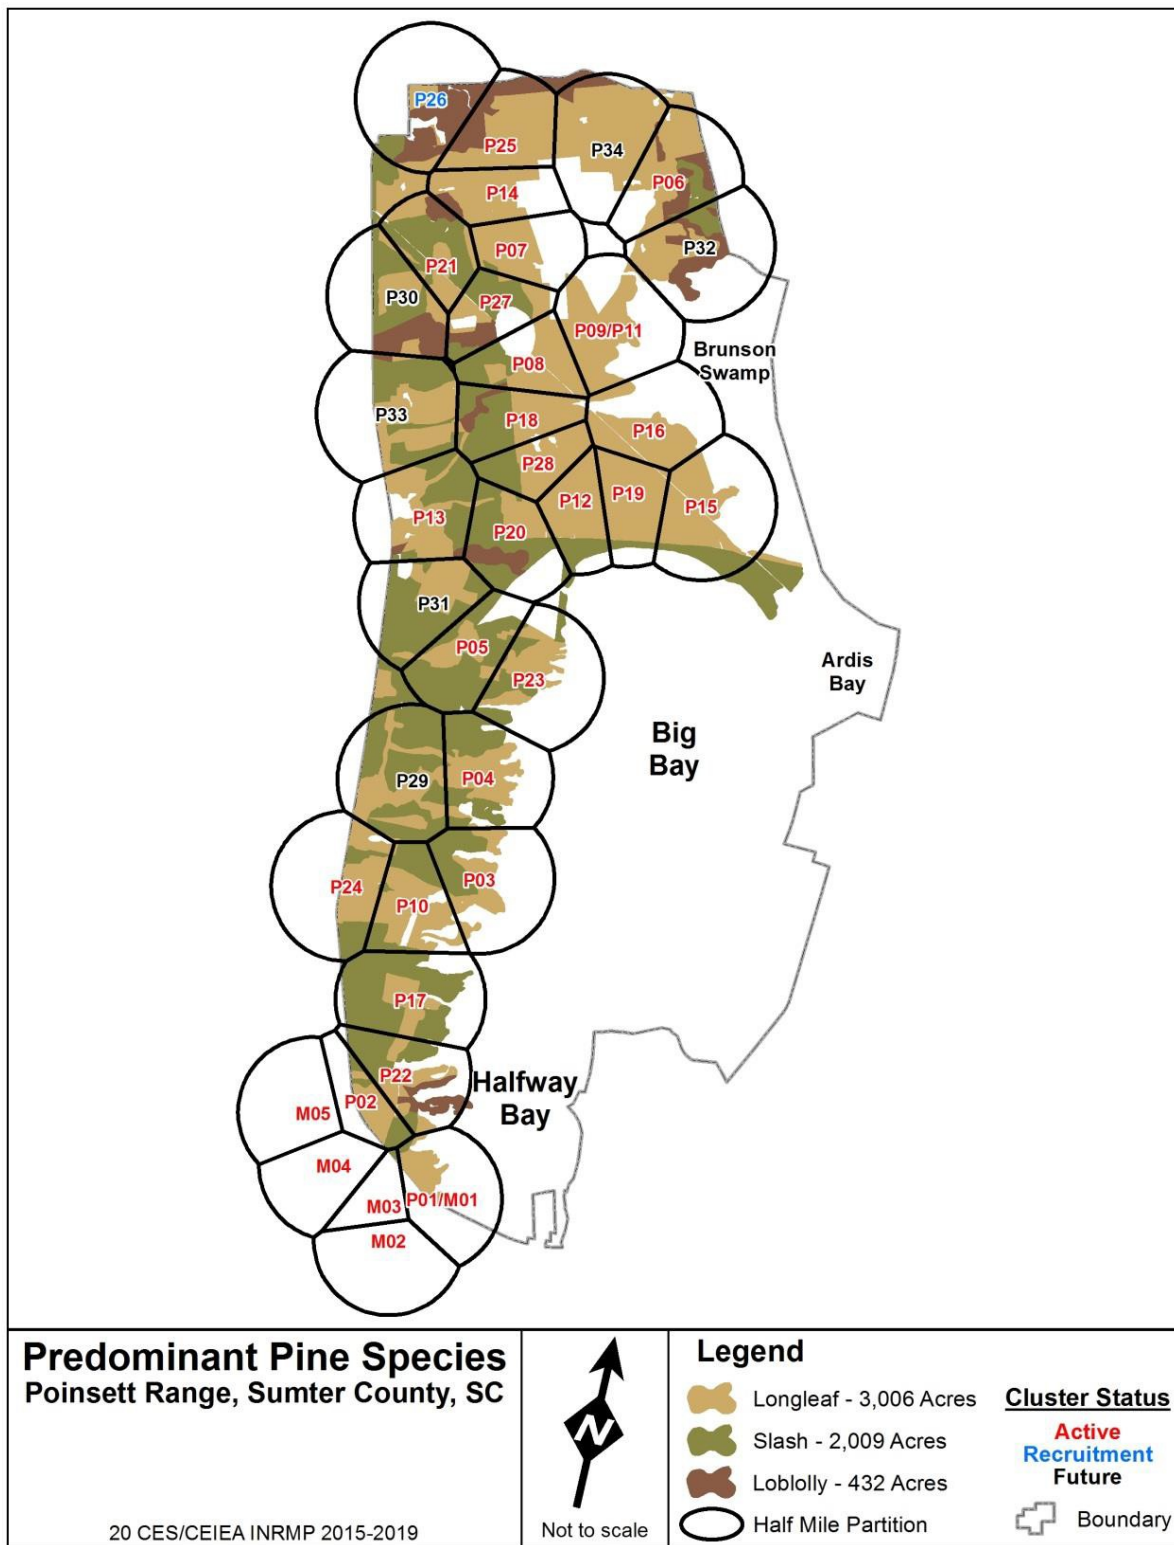 P26
P25
P34
P06
P14
P32
P07
P21
P30
P27
P09/P11
Brunson
Swamp
P08
P33
P18
P16
P28
P12
P19
P15
P13
P20
P31
P05
P23
Ardis
Bay
Big
Bay
P29
P04
P24
P10
P03
P17
P22
Halfway
Bay
P02
M05
M04
M03
P01/M01
M02
Predominant Pine Species
Poinsett Range, Sumter County, SC
20 CES/CEIEA INRMP 2015-2019
N
Not to scale
Legend
Longleaf - 3,006 Acres
Slash - 2,009 Acres
Loblolly - 432 Acres
Half Mile Partition
Cluster Status
Active
Recruitment
Future
Boundary